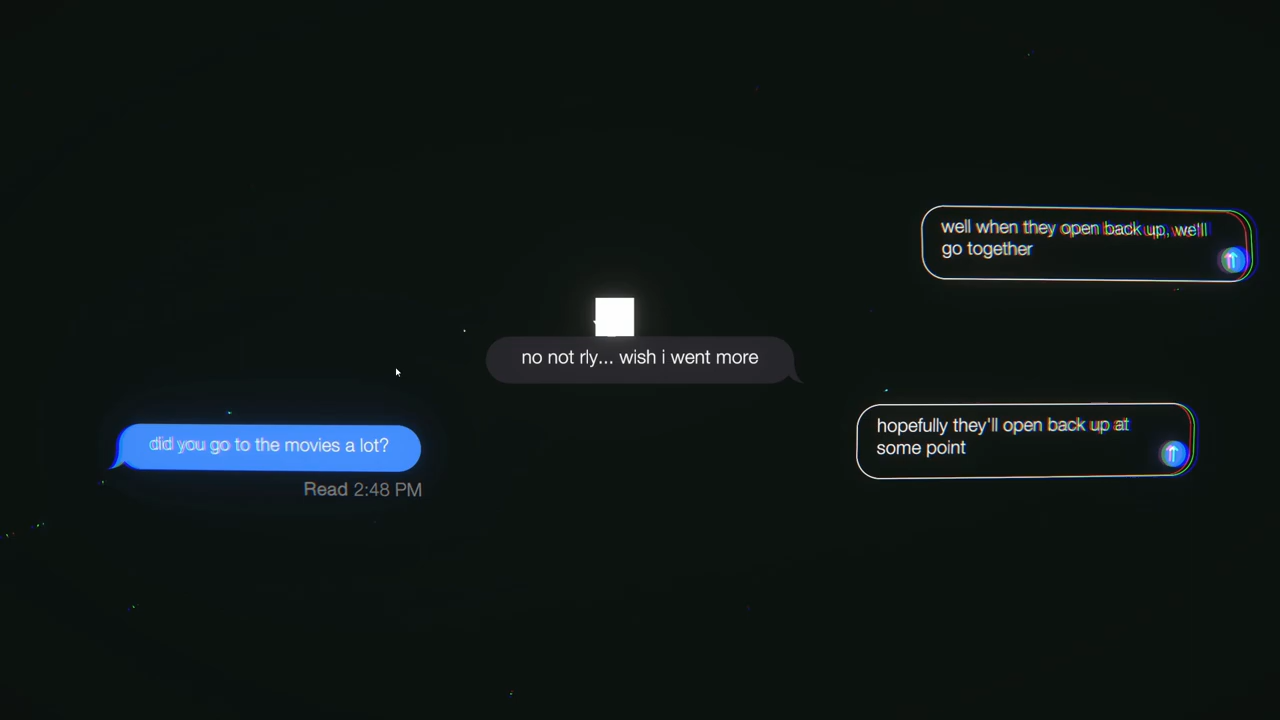 did you go to the movies a lot?
Read 2:48 PM
no not rly... wish i went more
well when they open back up, we'll
go together
hopefully they'll open back up at
some point